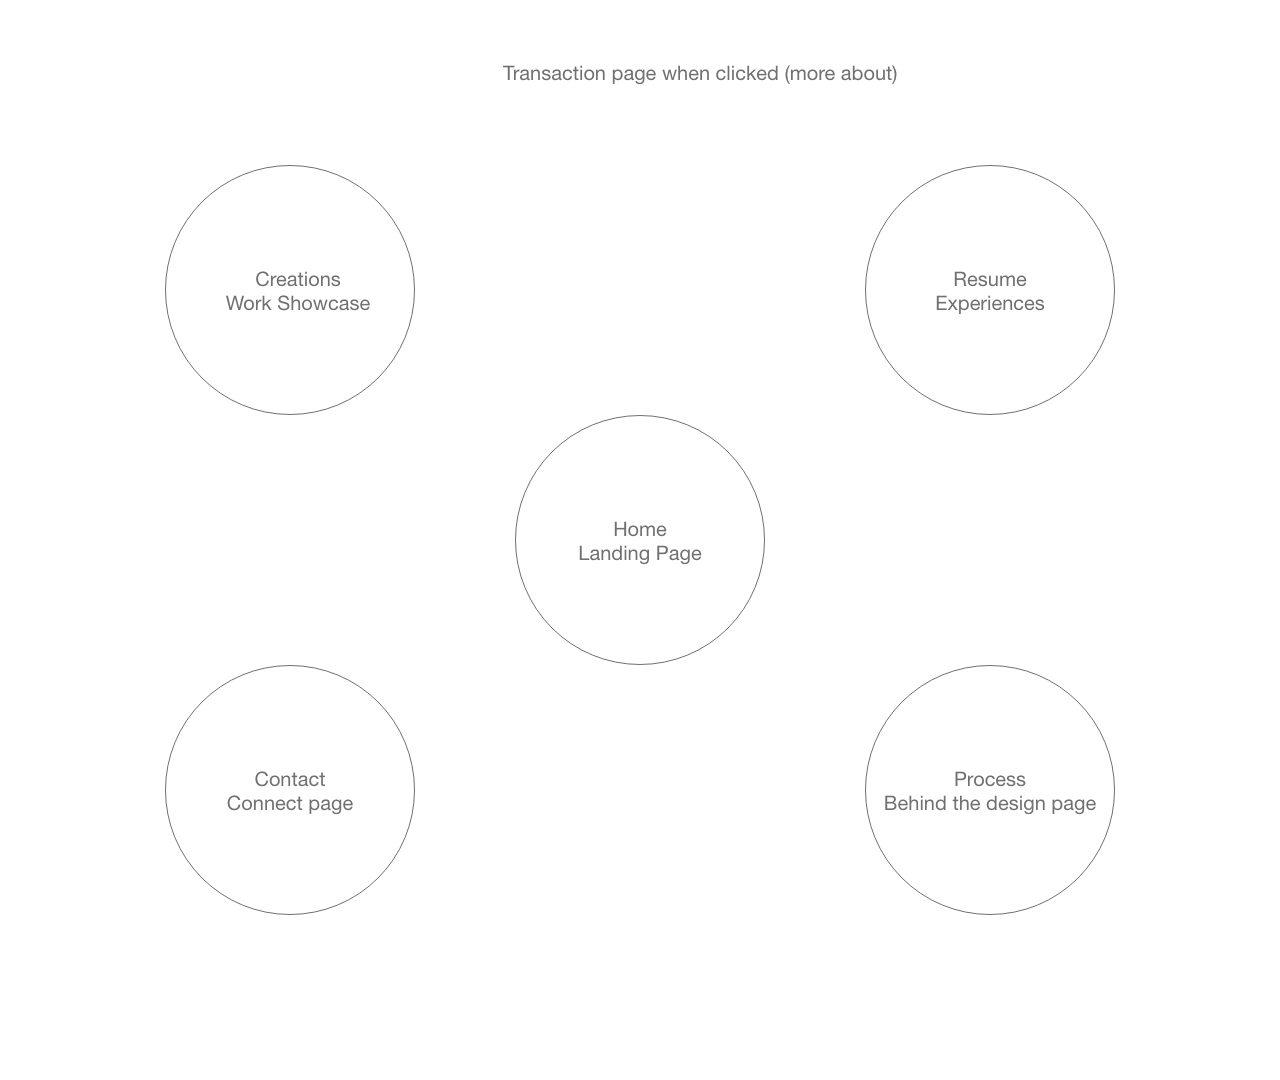 Transaction page when clicked (more about)
Creations
Work Showcase
Resume
Experiences
Home
Landing Page
Contact
Connect page
Process
Behind the design page